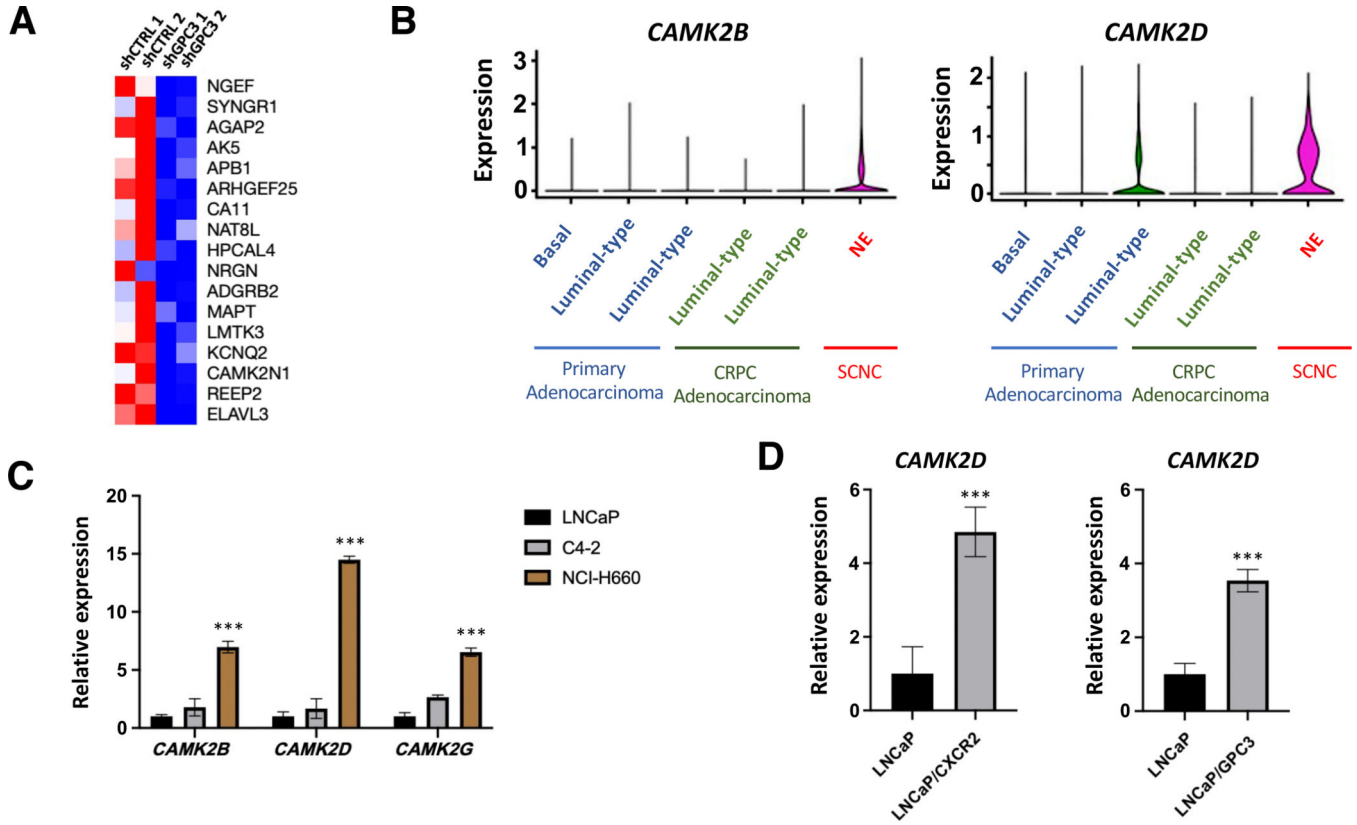 A
shCTRL 1
shCTRL 2
shGPC3 1
shGPC3 2
NGEF
SYNGR1
AGAP2
AK5
APB1
ARHGEF25
CA11
NAT8L
HPCAL4
NRGN
ADGRB2
MAPT
LMTK3
KCNQ2
CAMK2N1
REEP2
ELAVL3
B
CAMK2B
Expression
3
2
1
0
Basal
Luminal-type
Luminal-type
Luminal-type
Luminal-type
NE
Primary
Adenocarcinoma
CRPC
Adenocarcinoma
SCNC
CAMK2D
Expression
2
1
0
Basal
Luminal-type
Luminal-type
Luminal-type
Luminal-type
NE
Primary
Adenocarcinoma
CRPC
Adenocarcinoma
SCNC
C
Relative expression
20
15
10
5
0
***
***
***
CAMK2B
CAMK2D
CAMK2G
LNCaP
C4-2
NCI-H660
D
CAMK2D
Relative expression
6
4
2
0
***
LNCaP
LNCaP/CXCR2
CAMK2D
Relative expression
6
4
2
0
***
LNCaP
LNCaP/GPC3